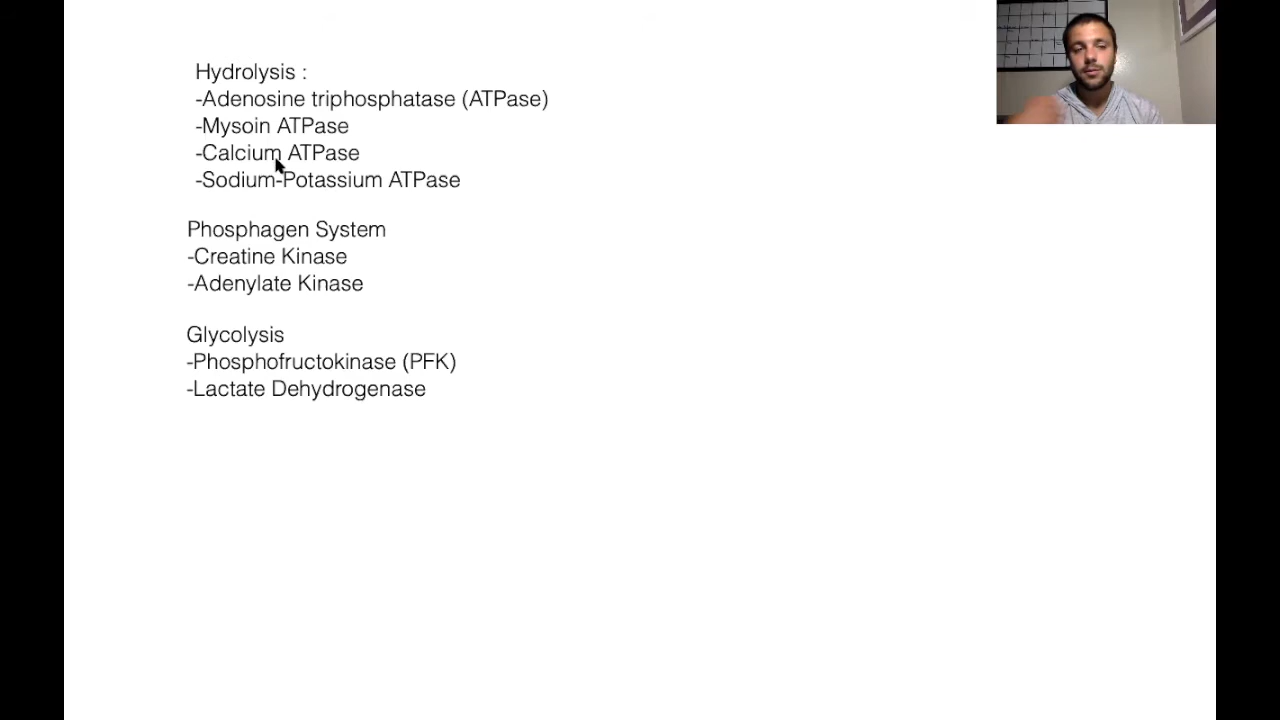 Hydrolysis :
-Adenosine triphosphatase (ATPase)
-Mysoin ATPase
-Calcium ATPase
-Sodium-Potassium ATPase
Phosphagen System
-Creatine Kinase
-Adenylate Kinase
Glycolysis
-Phosphofructokinase (PFK)
-Lactate Dehydrogenase